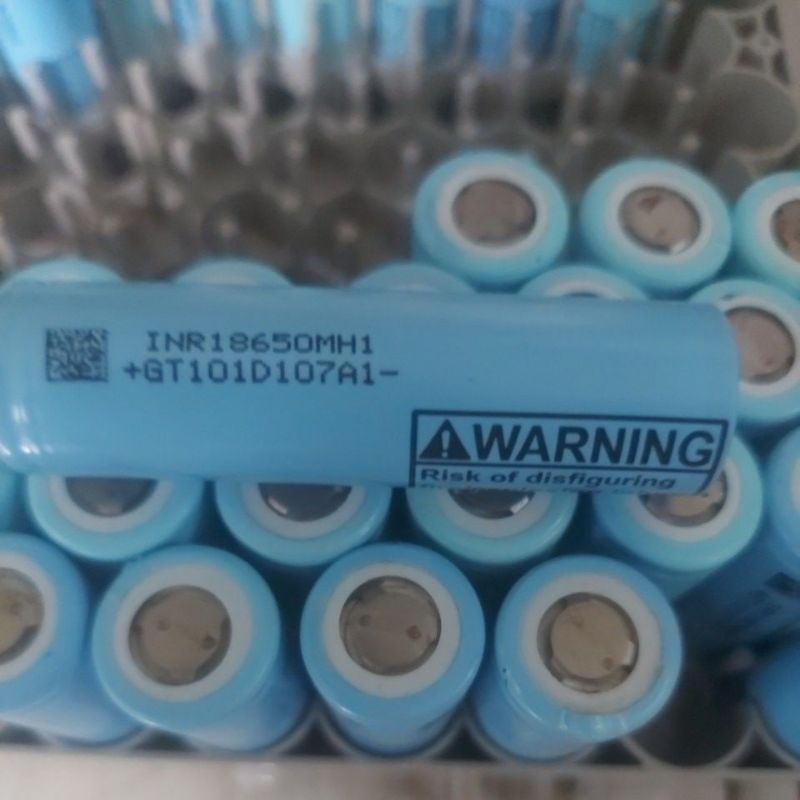 INR18650MH1
+GT101D107A1-
WARNING
Risk of disfiguring